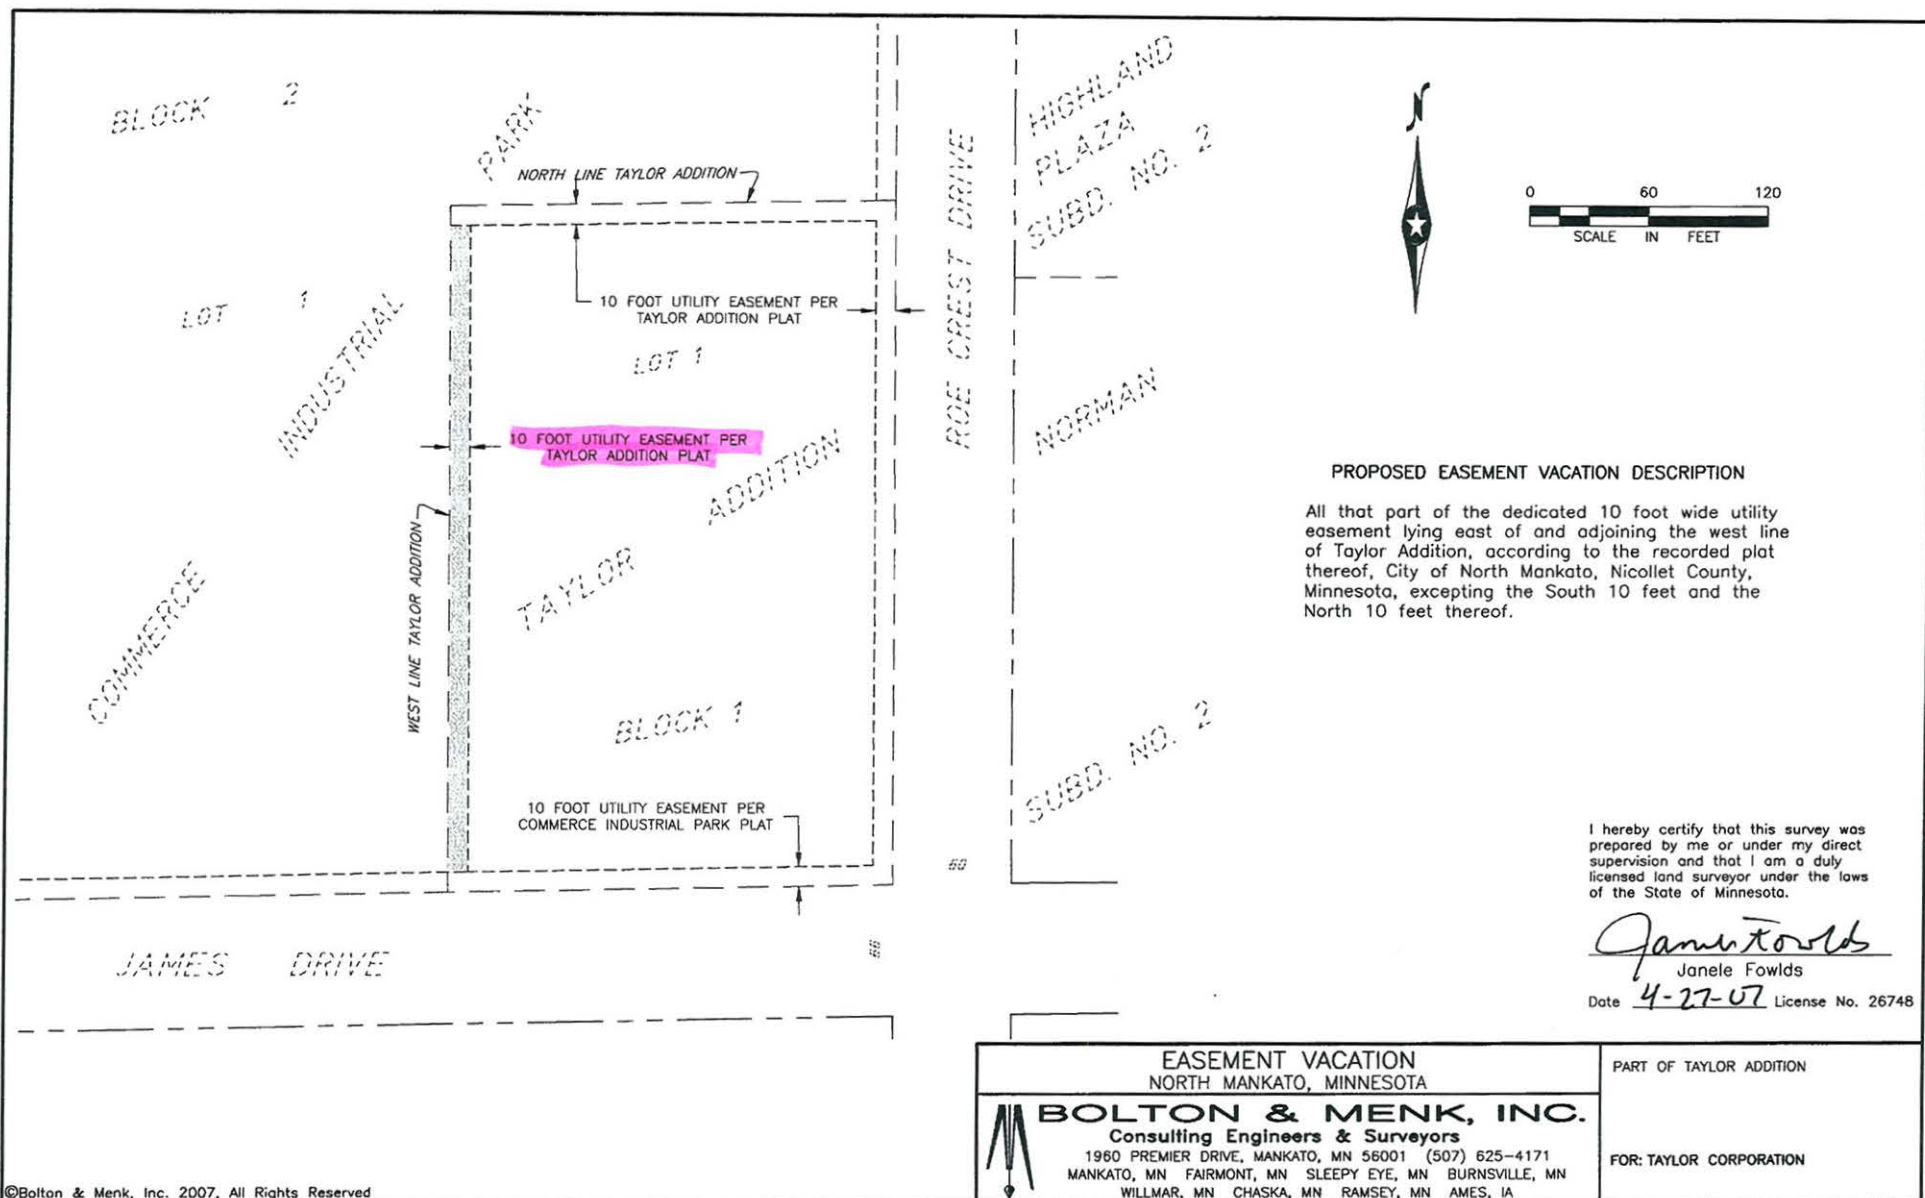 BLOCK 2
PARK
NORTH LINE TAYLOR ADDITION
LOT 1
INDUSTRIAL
COMMERCE
10 FOOT UTILITY EASEMENT PER
TAYLOR ADDITION PLAT
LOT 1
10 FOOT UTILITY EASEMENT PER
TAYLOR ADDITION PLAT
ADDITION
TAYLOR
WEST LINE TAYLOR ADDITION
BLOCK 1
10 FOOT UTILITY EASEMENT PER
COMMERCE INDUSTRIAL PARK PLAT
JAMES DRIVE
ROE CREST DRIVE
60
HIGHLAND
PLAZA
SUBD. NO. 2
NORMAN
SUBD. NO. 2
N
0 60 120
SCALE IN FEET
PROPOSED EASEMENT VACATION DESCRIPTION
All that part of the dedicated 10 foot wide utility
easement lying east of and adjoining the west line
of Taylor Addition, according to the recorded plat
thereof, City of North Mankato, Nicollet County,
Minnesota, excepting the South 10 feet and the
North 10 feet thereof.
I hereby certify that this survey was
prepared by me or under my direct
supervision and that I am a duly
licensed land surveyor under the laws
of the State of Minnesota.
Janele Fowlds
Janele Fowlds
Date 4-27-07 License No. 26748
EASEMENT VACATION
NORTH MANKATO, MINNESOTA
BOLTON & MENK, INC.
Consulting Engineers & Surveyors
1960 PREMIER DRIVE, MANKATO, MN 56001 (507) 625-4171
MANKATO, MN FAIRMONT, MN SLEEPY EYE, MN BURNSVILLE, MN
WILLMAR, MN CHASKA, MN RAMSEY, MN AMES, IA
PART OF TAYLOR ADDITION
FOR: TAYLOR CORPORATION
©Bolton & Menk, Inc. 2007, All Rights Reserved